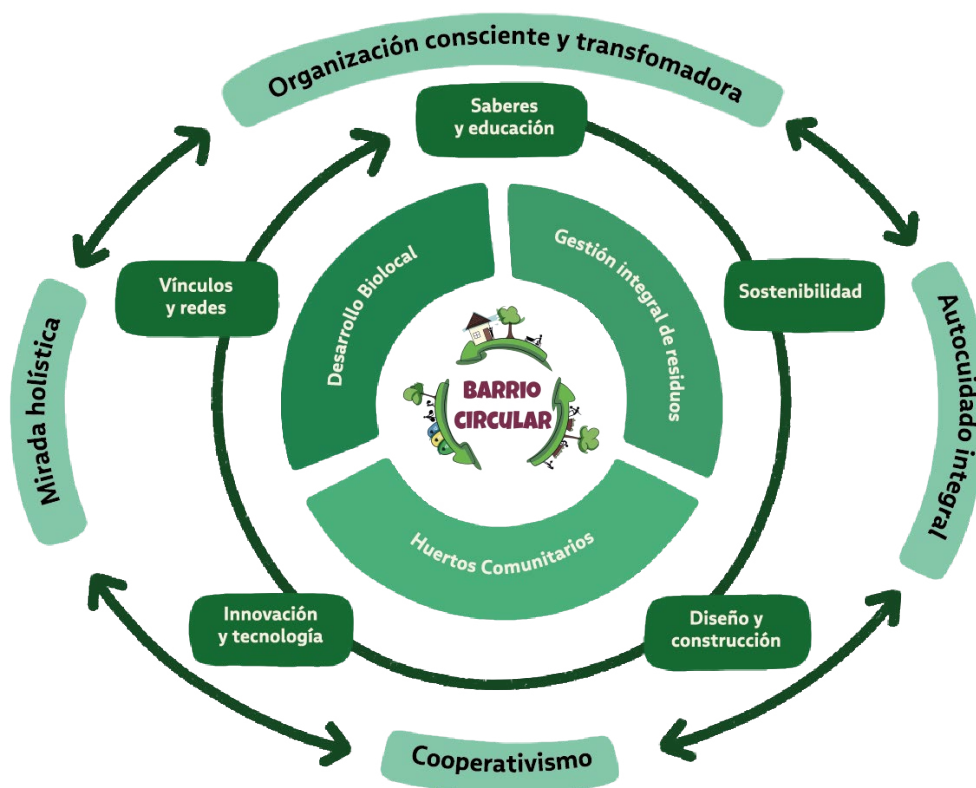 Organización consciente y transfomadora
Saberes
y educación
Desarrollo Biolocal
Gestión integral de residuos
Vínculos
y redes
Sostenibilidad
Mirada holística
BARRIO
CIRCULAR
Autocuidado integral
Huertos Comunitarios
Innovación
y tecnología
Diseño y
construcción
Cooperativismo